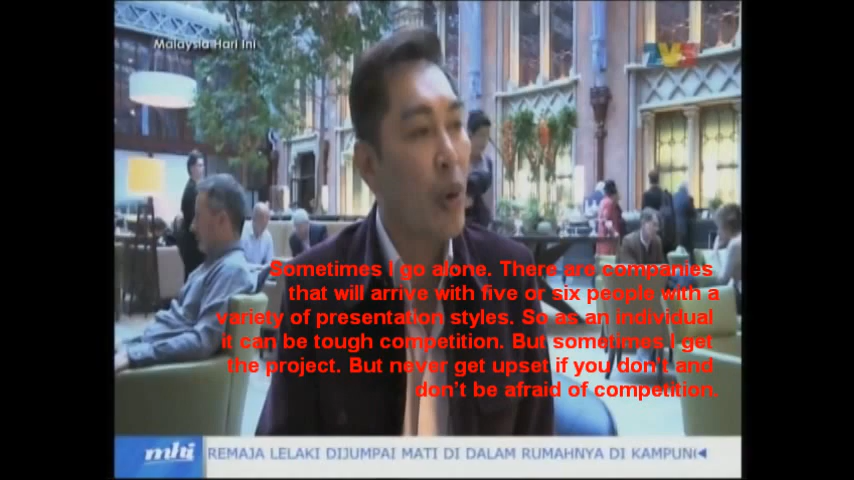 Malaysia Hari Ini
TV3
Sometimes I go alone. There are companies
that will arrive with five or six people with a
variety of presentation styles. So as an individual
it can be tough competition. But sometimes I get
the project. But never get upset if you don't and
don’t be afraid of competition.
mhi REMAJA LELAKI DIJUMPAI MATI DI DALAM RUMAHNYA DI KAMPUN